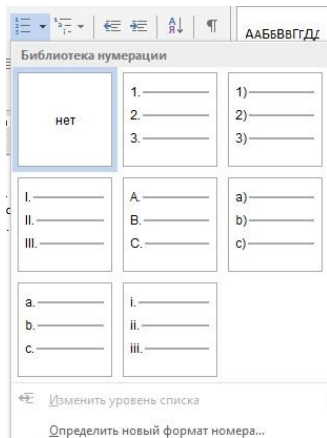 АаБбВвГгДд
Библиотека нумерации
нет
1.
2.
3.
1)
2)
3)
I.
II.
III.
A.
B.
C.
a)
b)
c)
a.
b.
c.
i.
ii.
iii.
Изменить уровень списка
Определить новый формат номера...